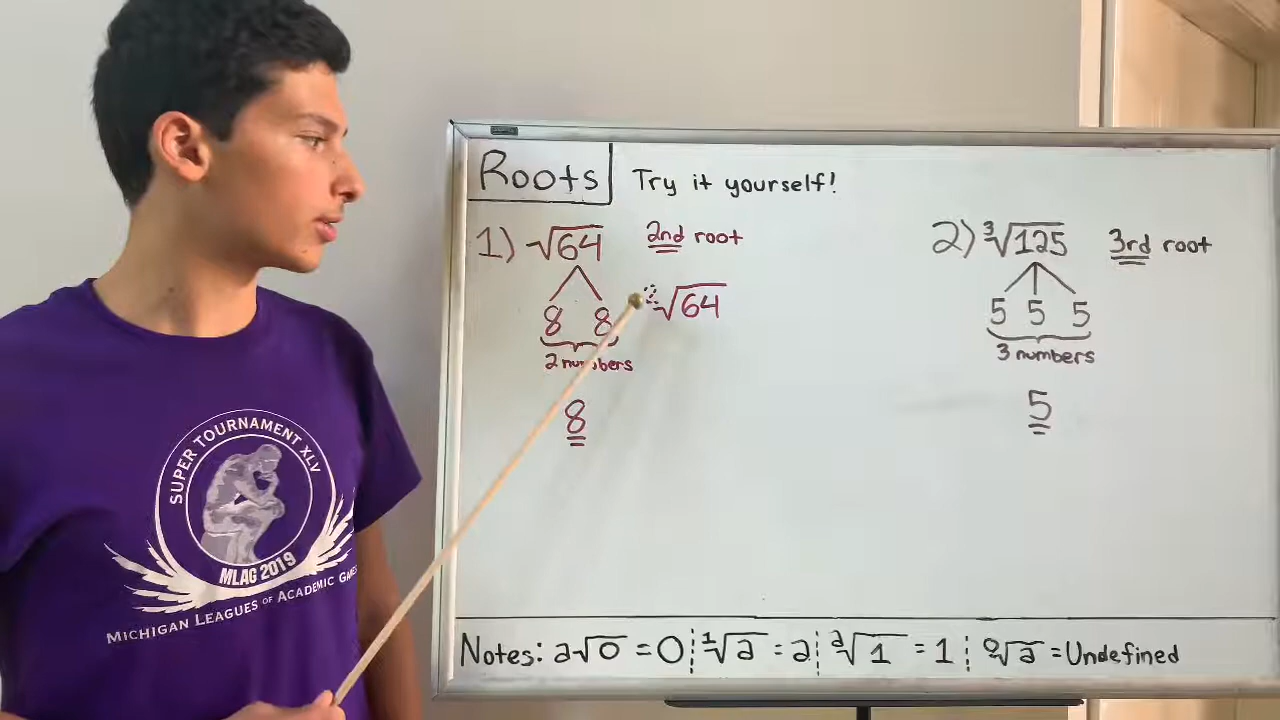 Roots
Try it yourself!
1) √64
2nd root
8 8
²√64
2 numbers
8
2) ³√125
3rd root
5 5 5
3 numbers
5
Notes: a√0 = 0 ¹√a = a ᵃ√1 = 1 ⁰√a = Undefined
SUPER TOURNAMENT XLV
MLAG 2019
MICHIGAN LEAGUES OF ACADEMIC GAMES